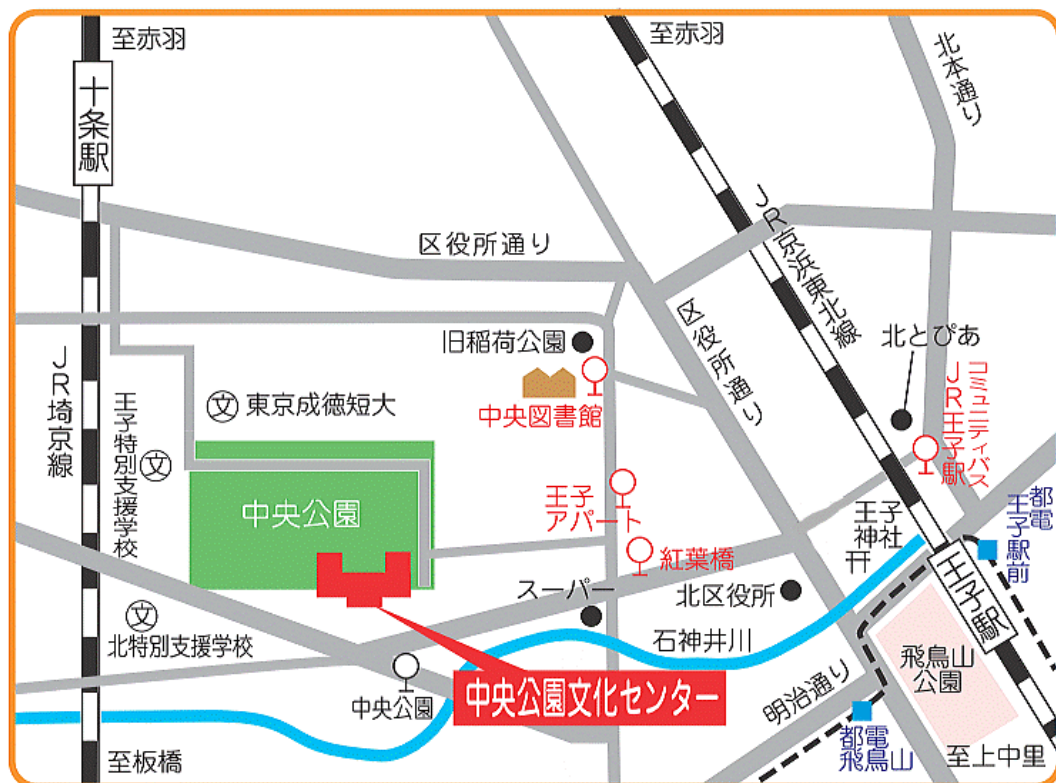 至赤羽
至赤羽
北本通り
十条駅
区役所通り
JR京浜東北線
旧稲荷公園
区役所通り
北とぴあ
コミュニティバス
JR王子駅
JR埼京線
王子特別支援学校
文
文
東京成徳短大
中央図書館
中央公園
王子
アパート
紅葉橋
王子
神社
都電
王子駅前
スーパー
北区役所
王子駅
文
北特別支援学校
石神井川
飛鳥山
公園
中央公園
中央公園文化センター
明治通り
都電
飛鳥山
至板橋
至上中里